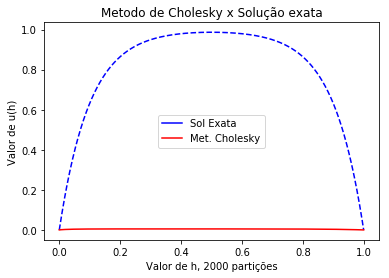 Metodo de Cholesky x Solução exata
Valor de u(h)
1.0
0.8
0.6
0.4
0.2
0.0
Sol Exata
Met. Cholesky
0.0 0.2 0.4 0.6 0.8 1.0
Valor de h, 2000 partições